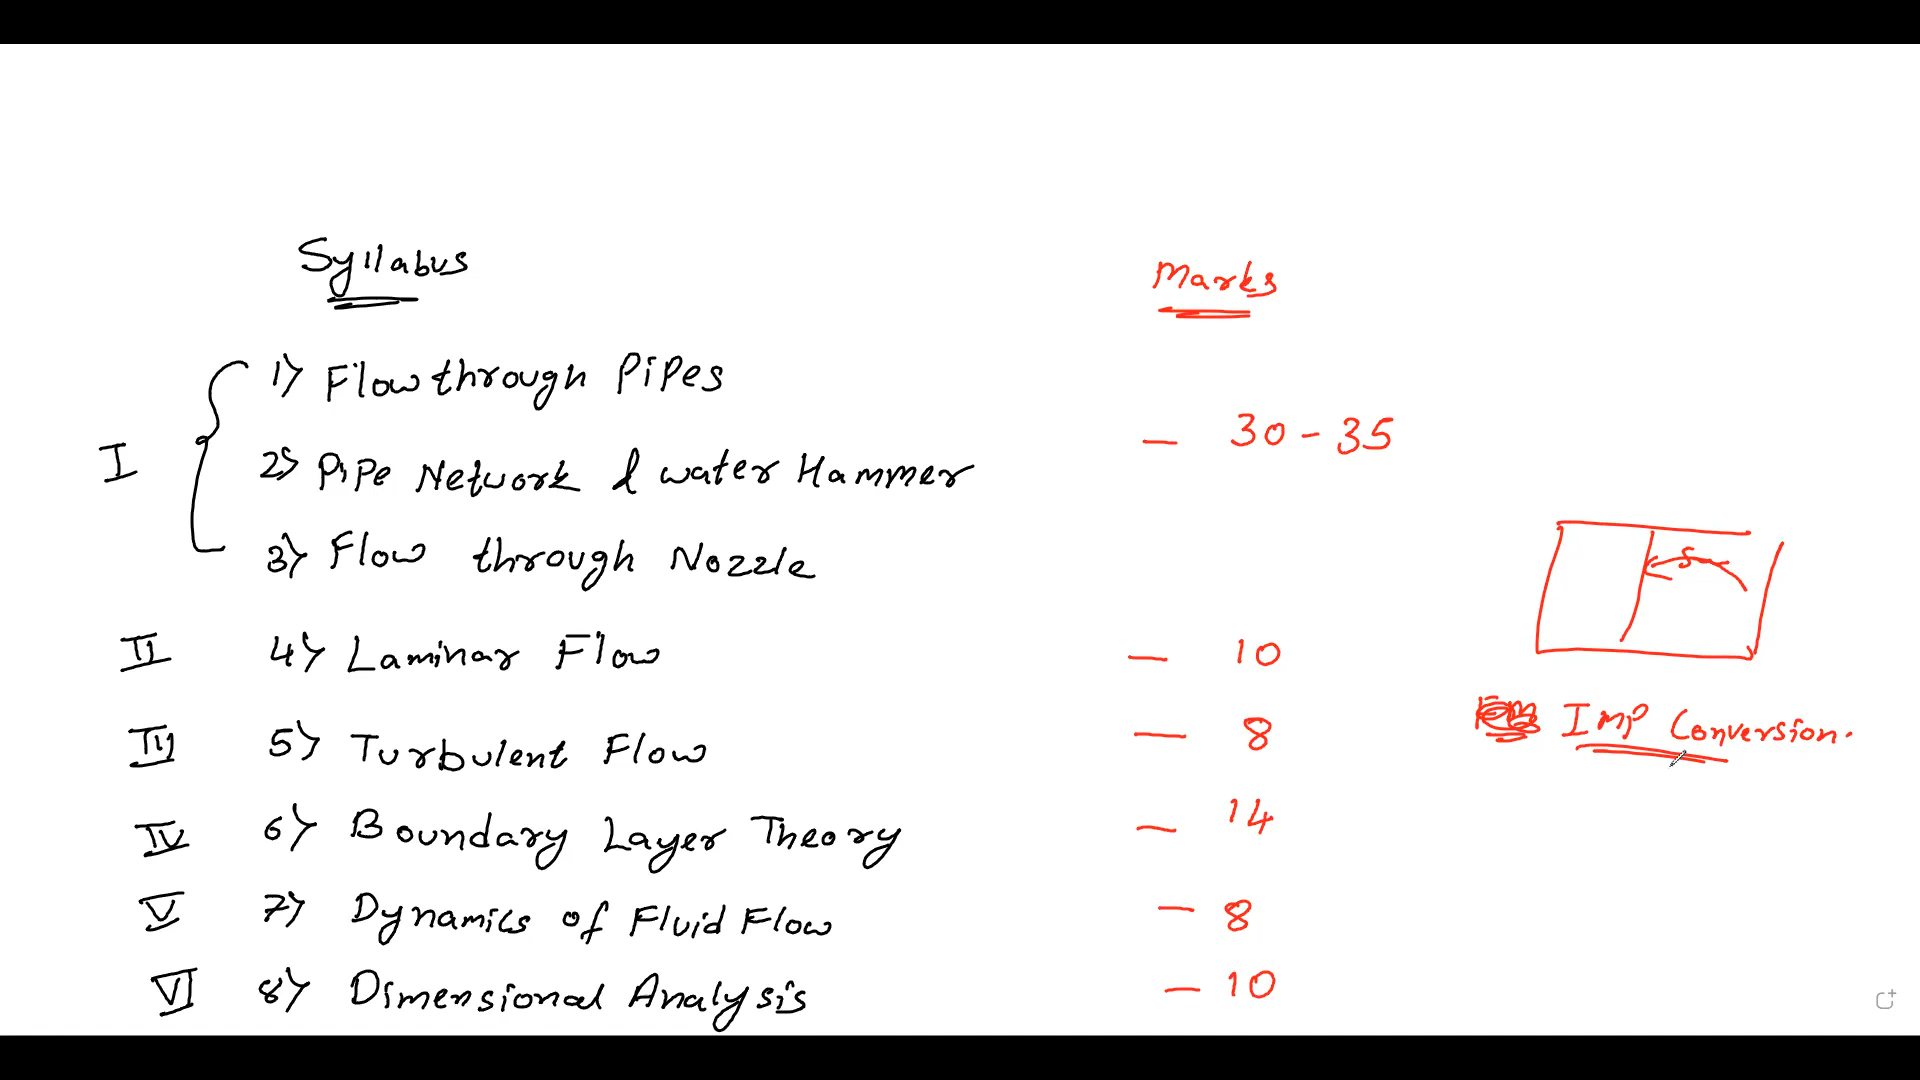 Syllabus
Marks
I
1) Flow through Pipes
2) Pipe Network & water Hammer
— 30 - 35
3) Flow through Nozzle
S
II 4) Laminar Flow — 10
III 5) Turbulent Flow — 8
Imp Conversion.
IV 6) Boundary Layer Theory — 14
V 7) Dynamics of Fluid Flow — 8
VI 8) Dimensional Analysis — 10